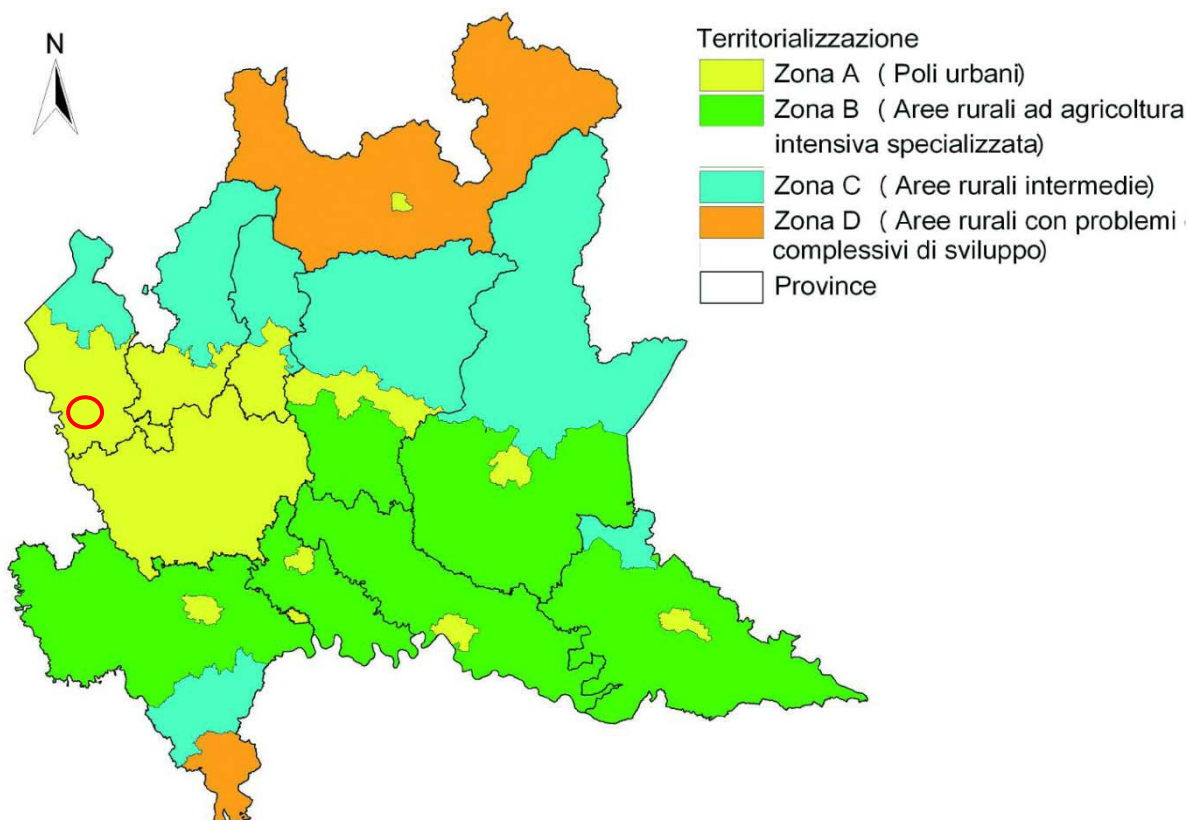 N
Territorializzazione
Zona A ( Poli urbani)
Zona B ( Aree rurali ad agricoltura
intensiva specializzata)
Zona C ( Aree rurali intermedie)
Zona D ( Aree rurali con problemi
complessivi di sviluppo)
Province